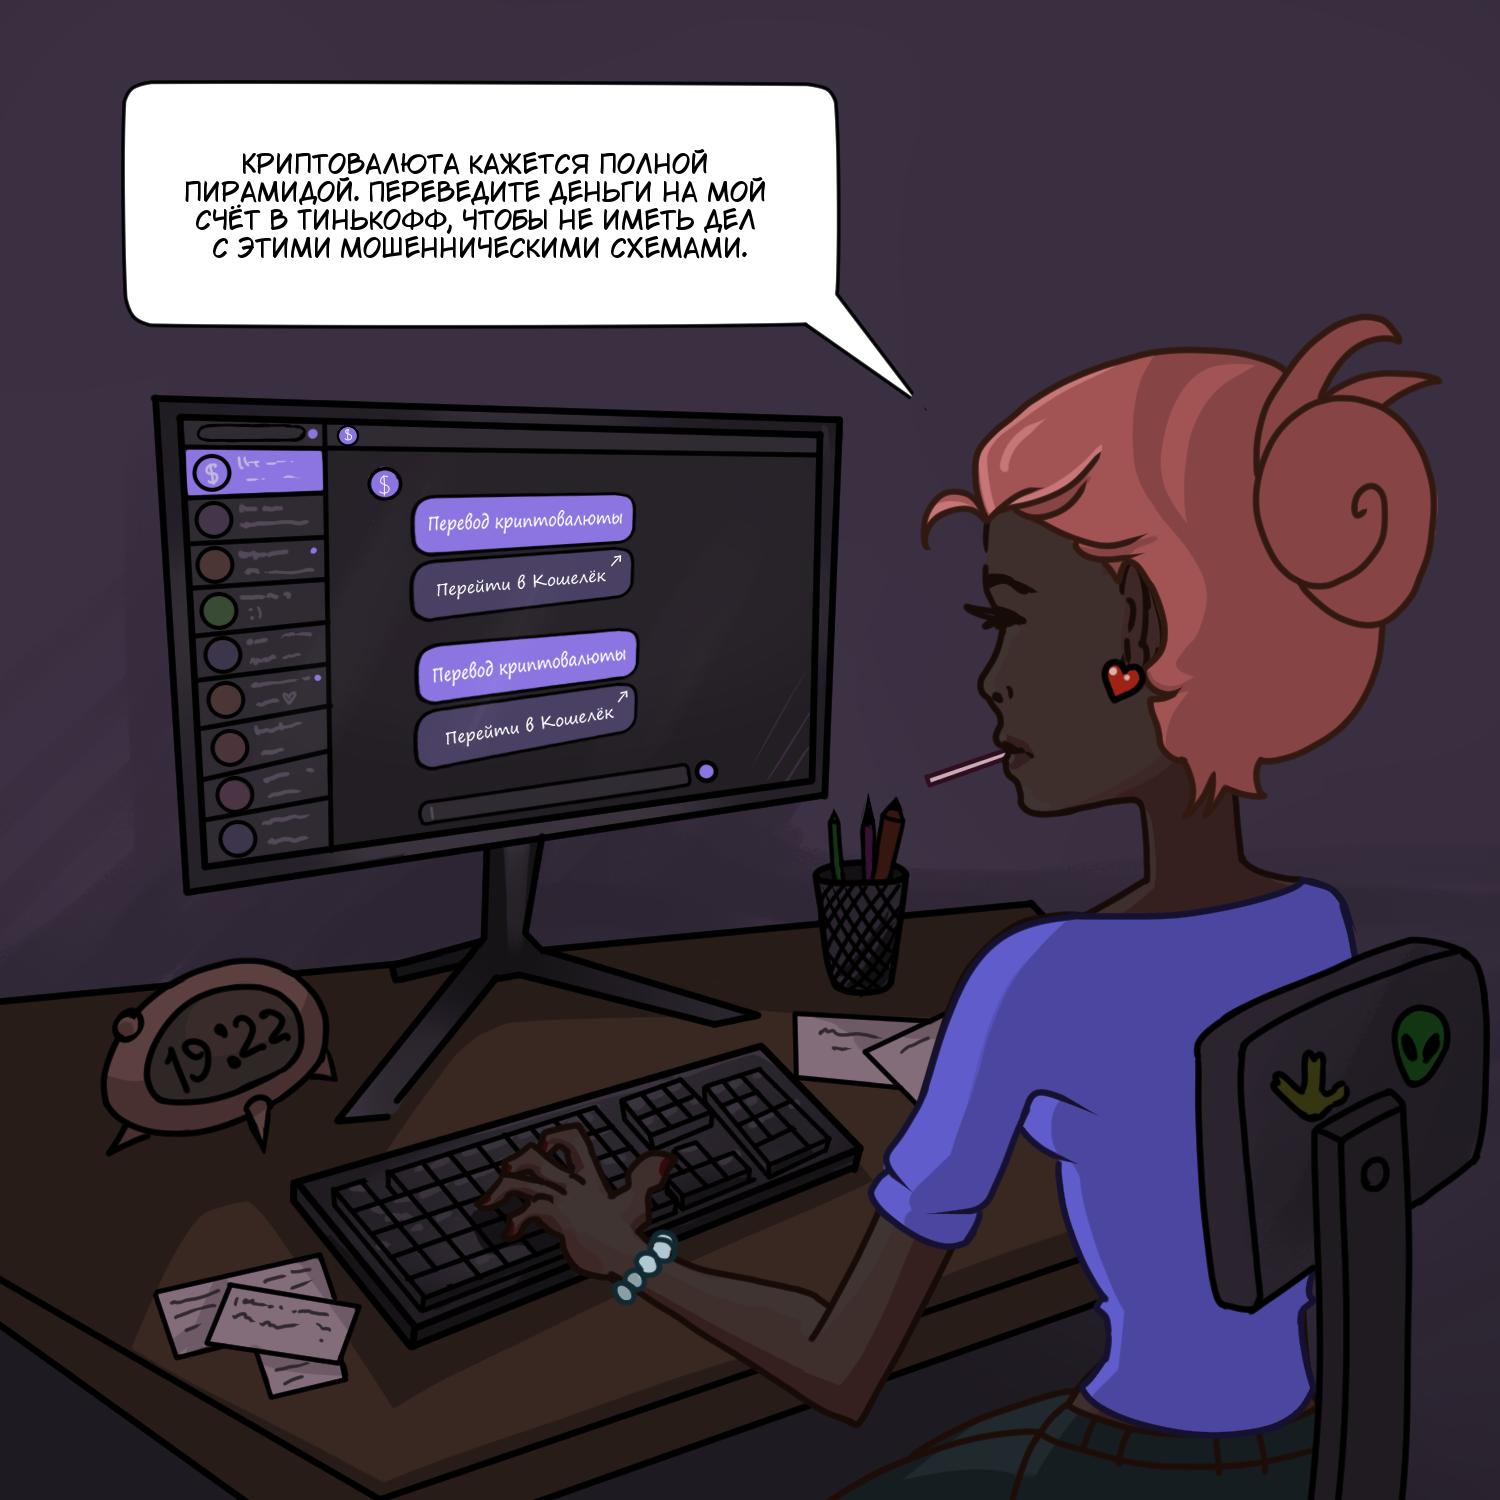 КРИПТОВАЛЮТА КАЖЕТСЯ ПОЛНОЙ
ПИРАМИДОЙ. ПЕРЕВЕДИТЕ ДЕНЬГИ НА МОЙ
СЧЁТ В ТИНЬКОФФ, ЧТОБЫ НЕ ИМЕТЬ ДЕЛ
С ЭТИМИ МОШЕННИЧЕСКИМИ СХЕМАМИ.
$
$
$
Перевод криптовалюты
Перейти в Кошелёк
:)
Перевод криптовалюты
Перейти в Кошелёк
19:22